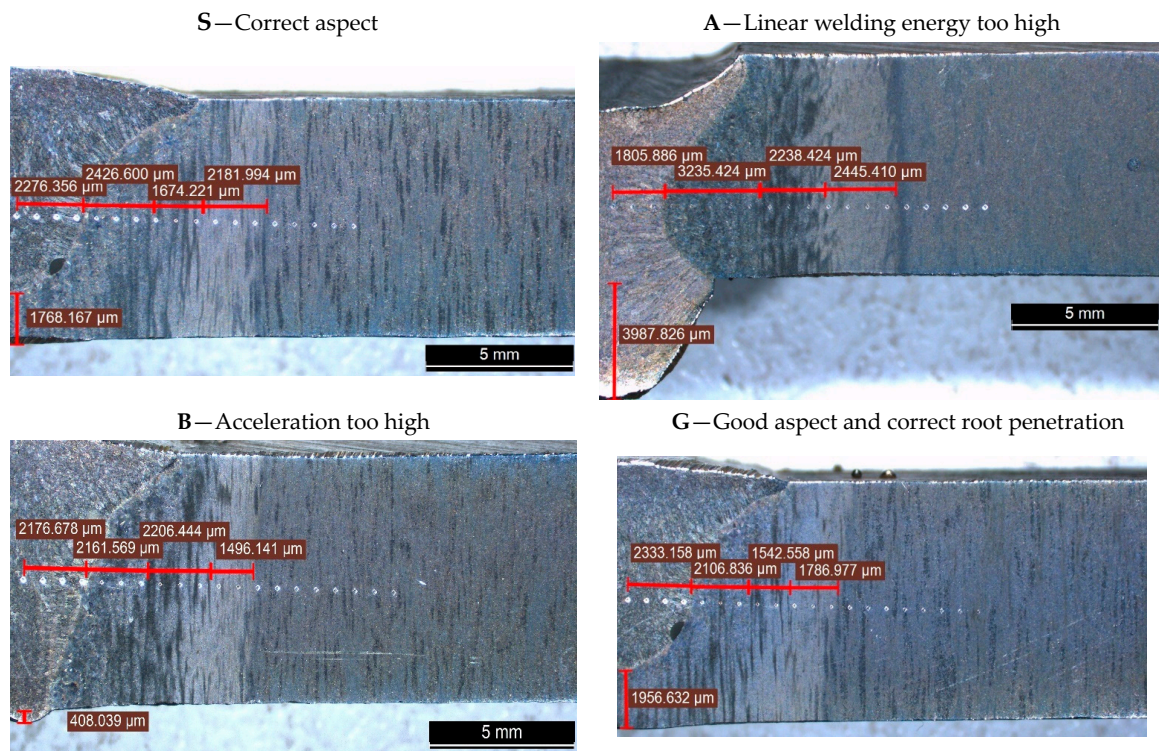 S—Correct aspect
2426.600 µm
2181.994 µm
2276.356 µm
1674.221 µm
1768.167 µm
5 mm
A—Linear welding energy too high
1805.886 µm
2238.424 µm
3235.424 µm
2445.410 µm
3987.826 µm
5 mm
B—Acceleration too high
2176.678 µm
2206.444 µm
2161.569 µm
1496.141 µm
408.039 µm
5 mm
G—Good aspect and correct root penetration
2333.158 µm
1542.558 µm
2106.836 µm
1786.977 µm
1956.632 µm